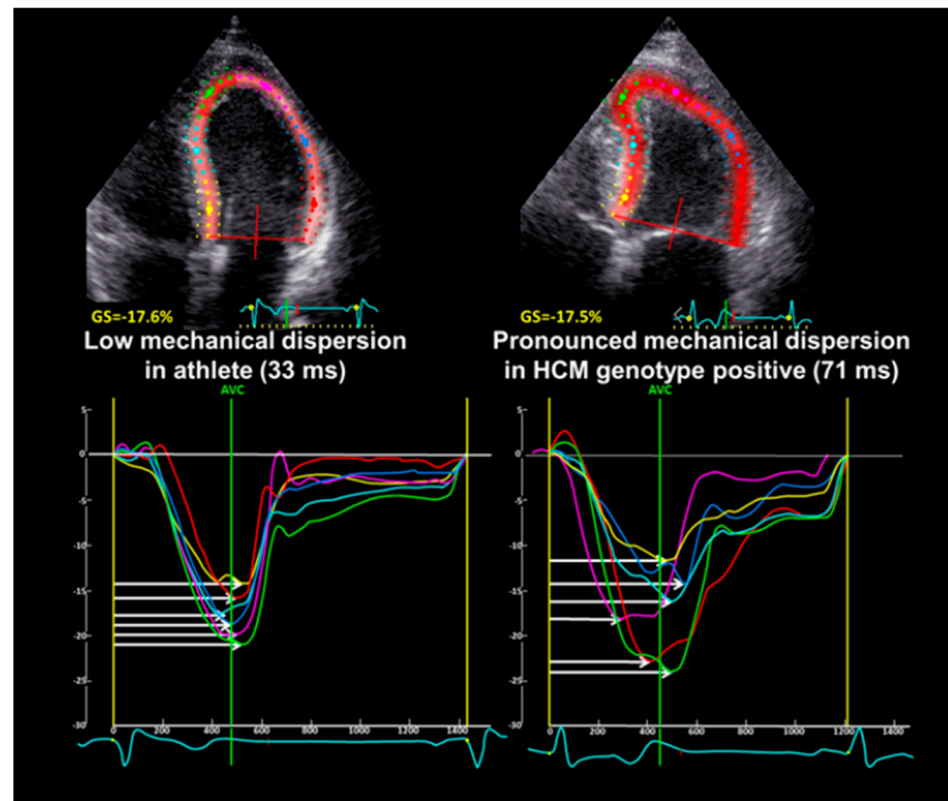 GS=-17.6%
Low mechanical dispersion
in athlete (33 ms)
AVC
5
0
-5
-10
-15
-20
-25
-30
0 200 400 600 800 1000 1200 1400
GS=-17.5%
Pronounced mechanical dispersion
in HCM genotype positive (71 ms)
AVC
5
0
-5
-10
-15
-20
-25
-30
200 400 600 800 1000 1200 1400